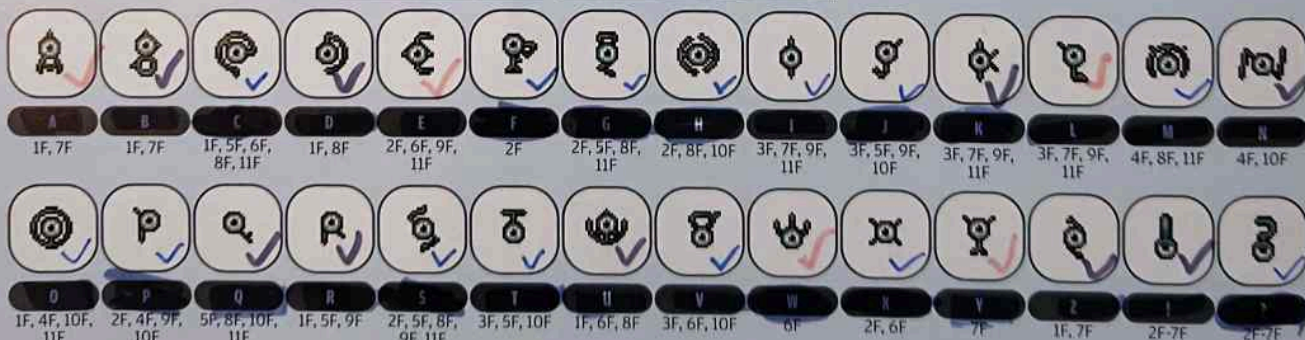 A B C D E F G H I J K L M N
1F, 7F 1F, 7F 1F, 5F, 6F, 1F, 8F 2F, 6F, 9F, 2F 2F, 5F, 8F, 2F, 8F, 10F 3F, 7F, 9F, 3F, 5F, 9F, 3F, 7F, 9F, 3F, 7F, 9F, 4F, 8F, 11F 4F, 10F
8F, 11F 11F 11F 11F 10F 11F 11F
O P Q R S T U V W X Y Z ! ?
1F, 4F, 10F, 2F, 4F, 9F, 5F, 8F, 10F, 1F, 5F, 9F 2F, 5F, 8F, 3F, 5F, 10F 1F, 6F, 8F 3F, 6F, 10F 6F 2F, 6F 7F 1F, 7F 2F-7F 2F-7F
11F 10F 11F 9F, 11F